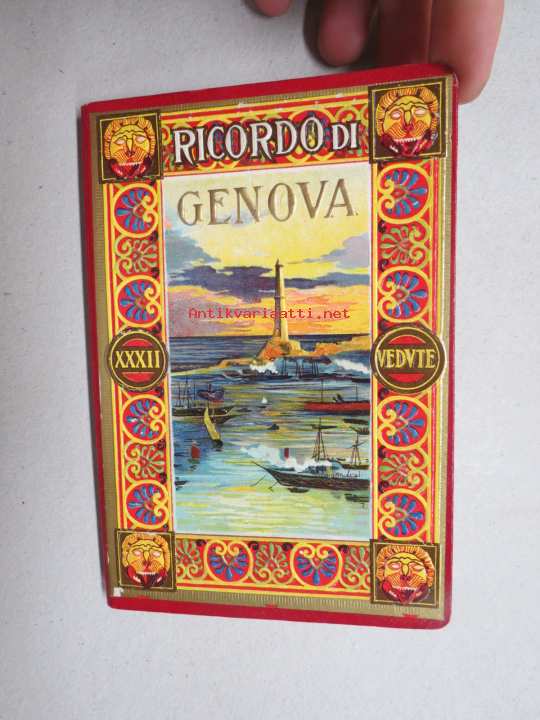 RICORDO DI
GENOVA.
Antikvariaatti.net
XXXII
VEDVTE